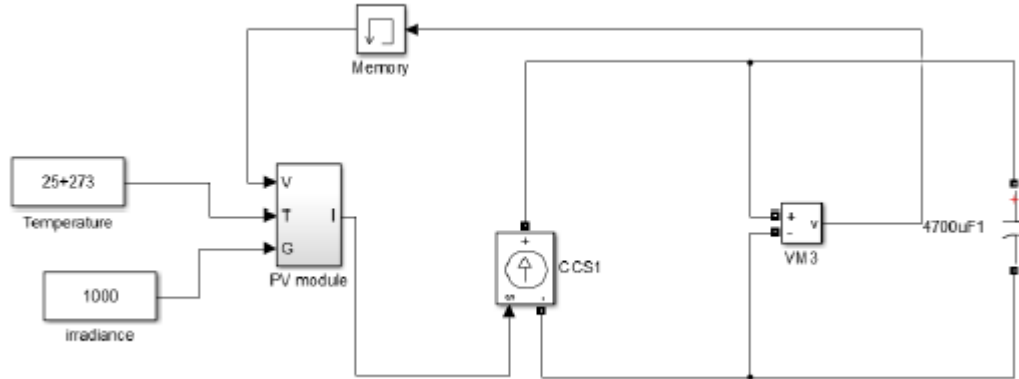 Memory
25+273
Temperature
V
T
G
I
PV module
1000
irradiance
+
s
-
CCS1
+
-
v
VM3
4700uF1
+